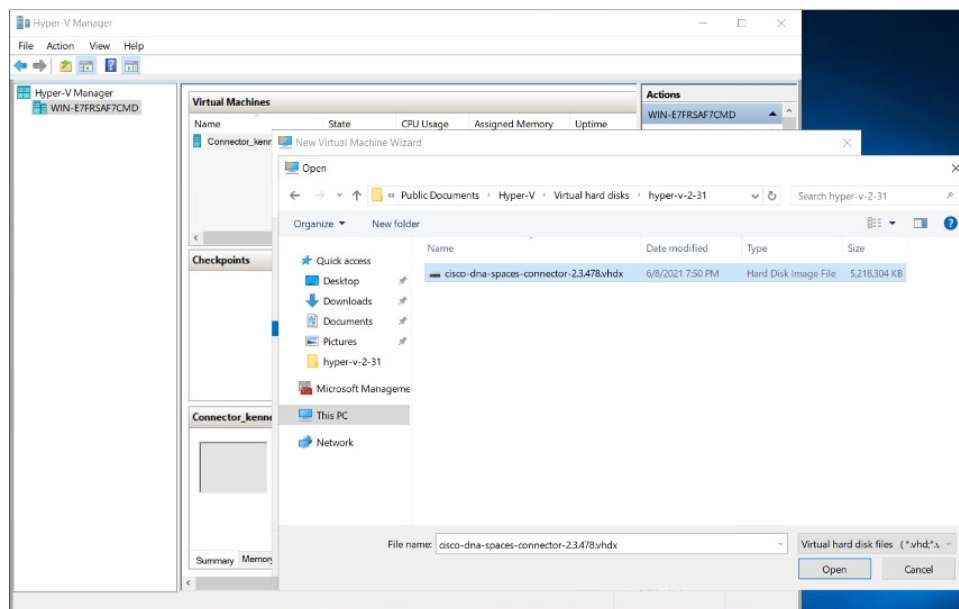 Hyper-V Manager
File Action View Help
Hyper-V Manager
WIN-E7FRSAF7CMD
Virtual Machines
Name State CPU Usage Assigned Memory Uptime
Connector_kenn
Actions
WIN-E7FRSAF7CMD
New Virtual Machine Wizard
Open
« Public Documents Hyper-V Virtual hard disks hyper-v-2-31
Search hyper-v-2-31
Organize New folder
Name Date modified Type Size
cisco-dna-spaces-connector-2.3.478.vhdx 6/8/2021 7:50 PM Hard Disk Image File 5,218,304 KB
Quick access
Desktop
Downloads
Documents
Pictures
hyper-v-2-31
Microsoft Manageme
This PC
Network
Checkpoints
Connector_kenne
Summary Memory
File name: cisco-dna-spaces-connector-2.3.478.vhdx
Virtual hard disk files (*.vhd;*.v
Open Cancel